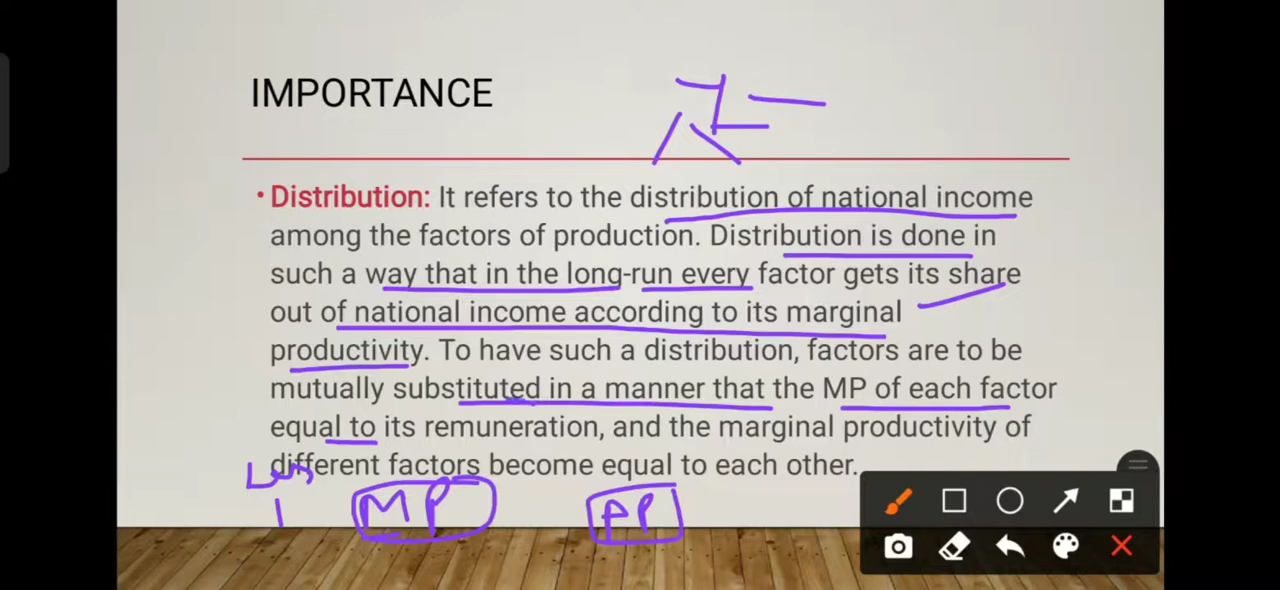 IMPORTANCE
• Distribution: It refers to the distribution of national income
among the factors of production. Distribution is done in
such a way that in the long-run every factor gets its share
out of national income according to its marginal
productivity. To have such a distribution, factors are to be
mutually substituted in a manner that the MP of each factor
equal to its remuneration, and the marginal productivity of
different factors become equal to each other.
MP